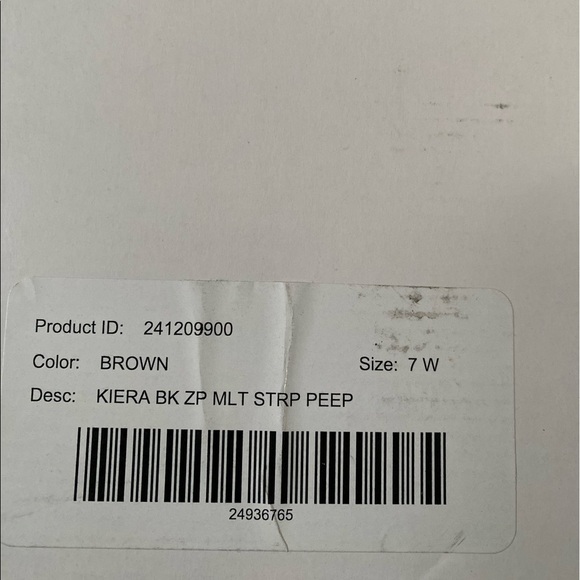 Product ID: 241209900
Color: BROWN Size: 7 W
Desc: KIERA BK ZP MLT STRP PEEP
24936765